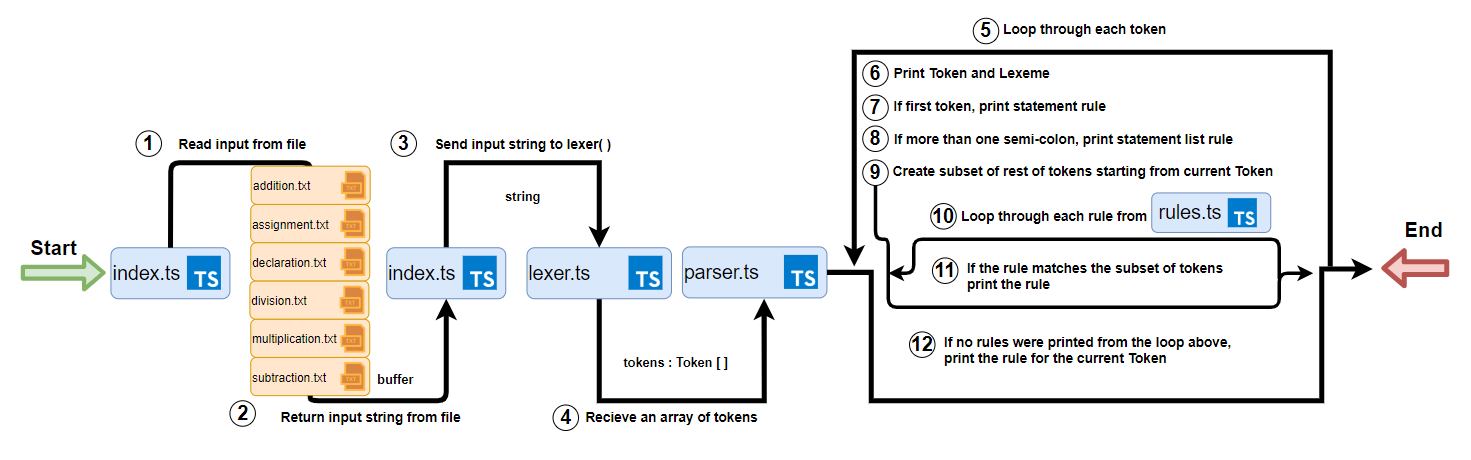 5 Loop through each token
6 Print Token and Lexeme
7 If first token, print statement rule
8 If more than one semi-colon, print statement list rule
9 Create subset of rest of tokens starting from current Token
10 Loop through each rule from
rules.ts TS
11 If the rule matches the subset of tokens
print the rule
12 If no rules were printed from the loop above,
print the rule for the current Token
1 Read input from file
3 Send input string to lexer( )
string
addition.txt TXT
assignment.txt TXT
declaration.txt TXT
division.txt TXT
multiplication.txt TXT
subtraction.txt TXT
Start
index.ts TS
index.ts TS
lexer.ts TS
parser.ts TS
End
buffer
tokens : Token [ ]
2 Return input string from file
4 Recieve an array of tokens